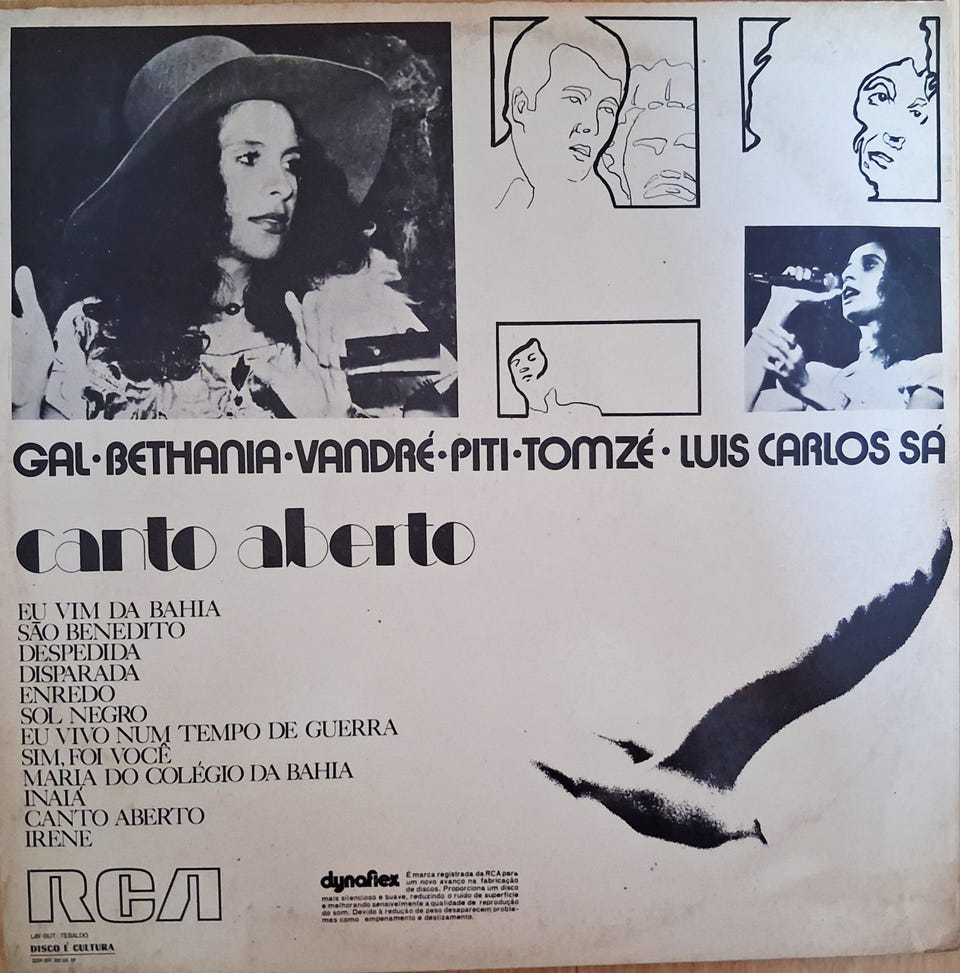 GAL·BETHANIA·VANDRÉ·PITI·TOMZÉ·LUIS CARLOS SÁ
canto aberto
EU VIM DA BAHIA
SÃO BENEDITO
DESPEDIDA
DISPARADA
ENREDO
SOL NEGRO
EU VIVO NUM TEMPO DE GUERRA
SIM, FOI VOCÊ
MARIA DO COLÉGIO DA BAHIA
INAIÁ
CANTO ABERTO
IRENE
RCA
dynaflex É marca registrada da RCA para
um novo avanço na fabricação
de discos. Proporciona um disco
mais silencioso e suave, reduzindo o ruído de superfície
e melhorando sensivelmente a qualidade de reprodução
do som. Devido à redução de peso desaparecem proble-
mas como empenamento e deslizamento.
LAY-OUT: TEBALDO
DISCO É CULTURA